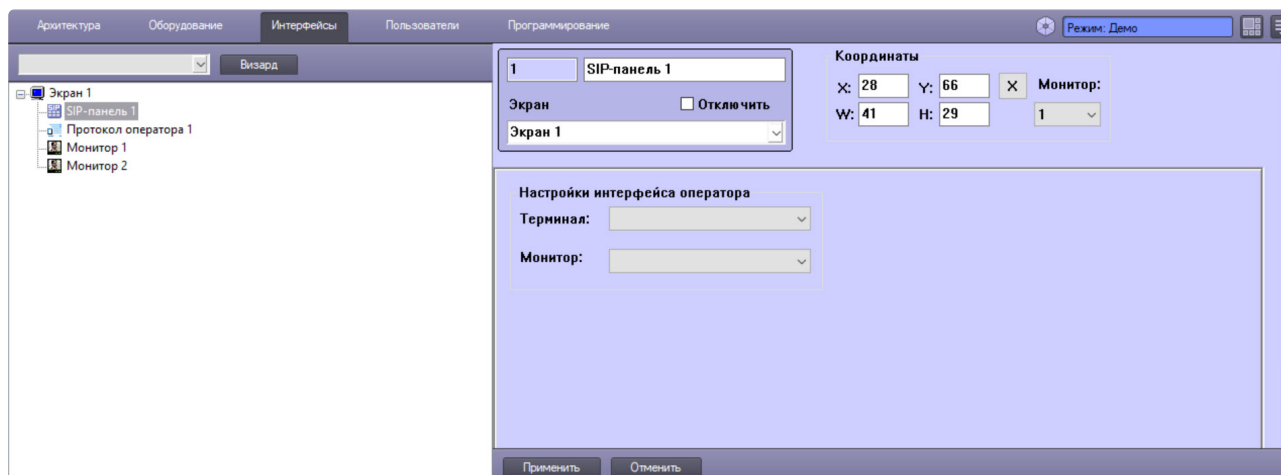 Архитектура Оборудование Интерфейсы Пользователи Программирование Режим: Демо
Визард
Экран 1
SIP-панель 1
Протокол оператора 1
Монитор 1
Монитор 2
1 SIP-панель 1
Экран Отключить
Экран 1
Координаты
X: 28 Y: 66 X Монитор:
W: 41 H: 29 1
Настройки интерфейса оператора
Терминал:
Монитор:
Применить Отменить